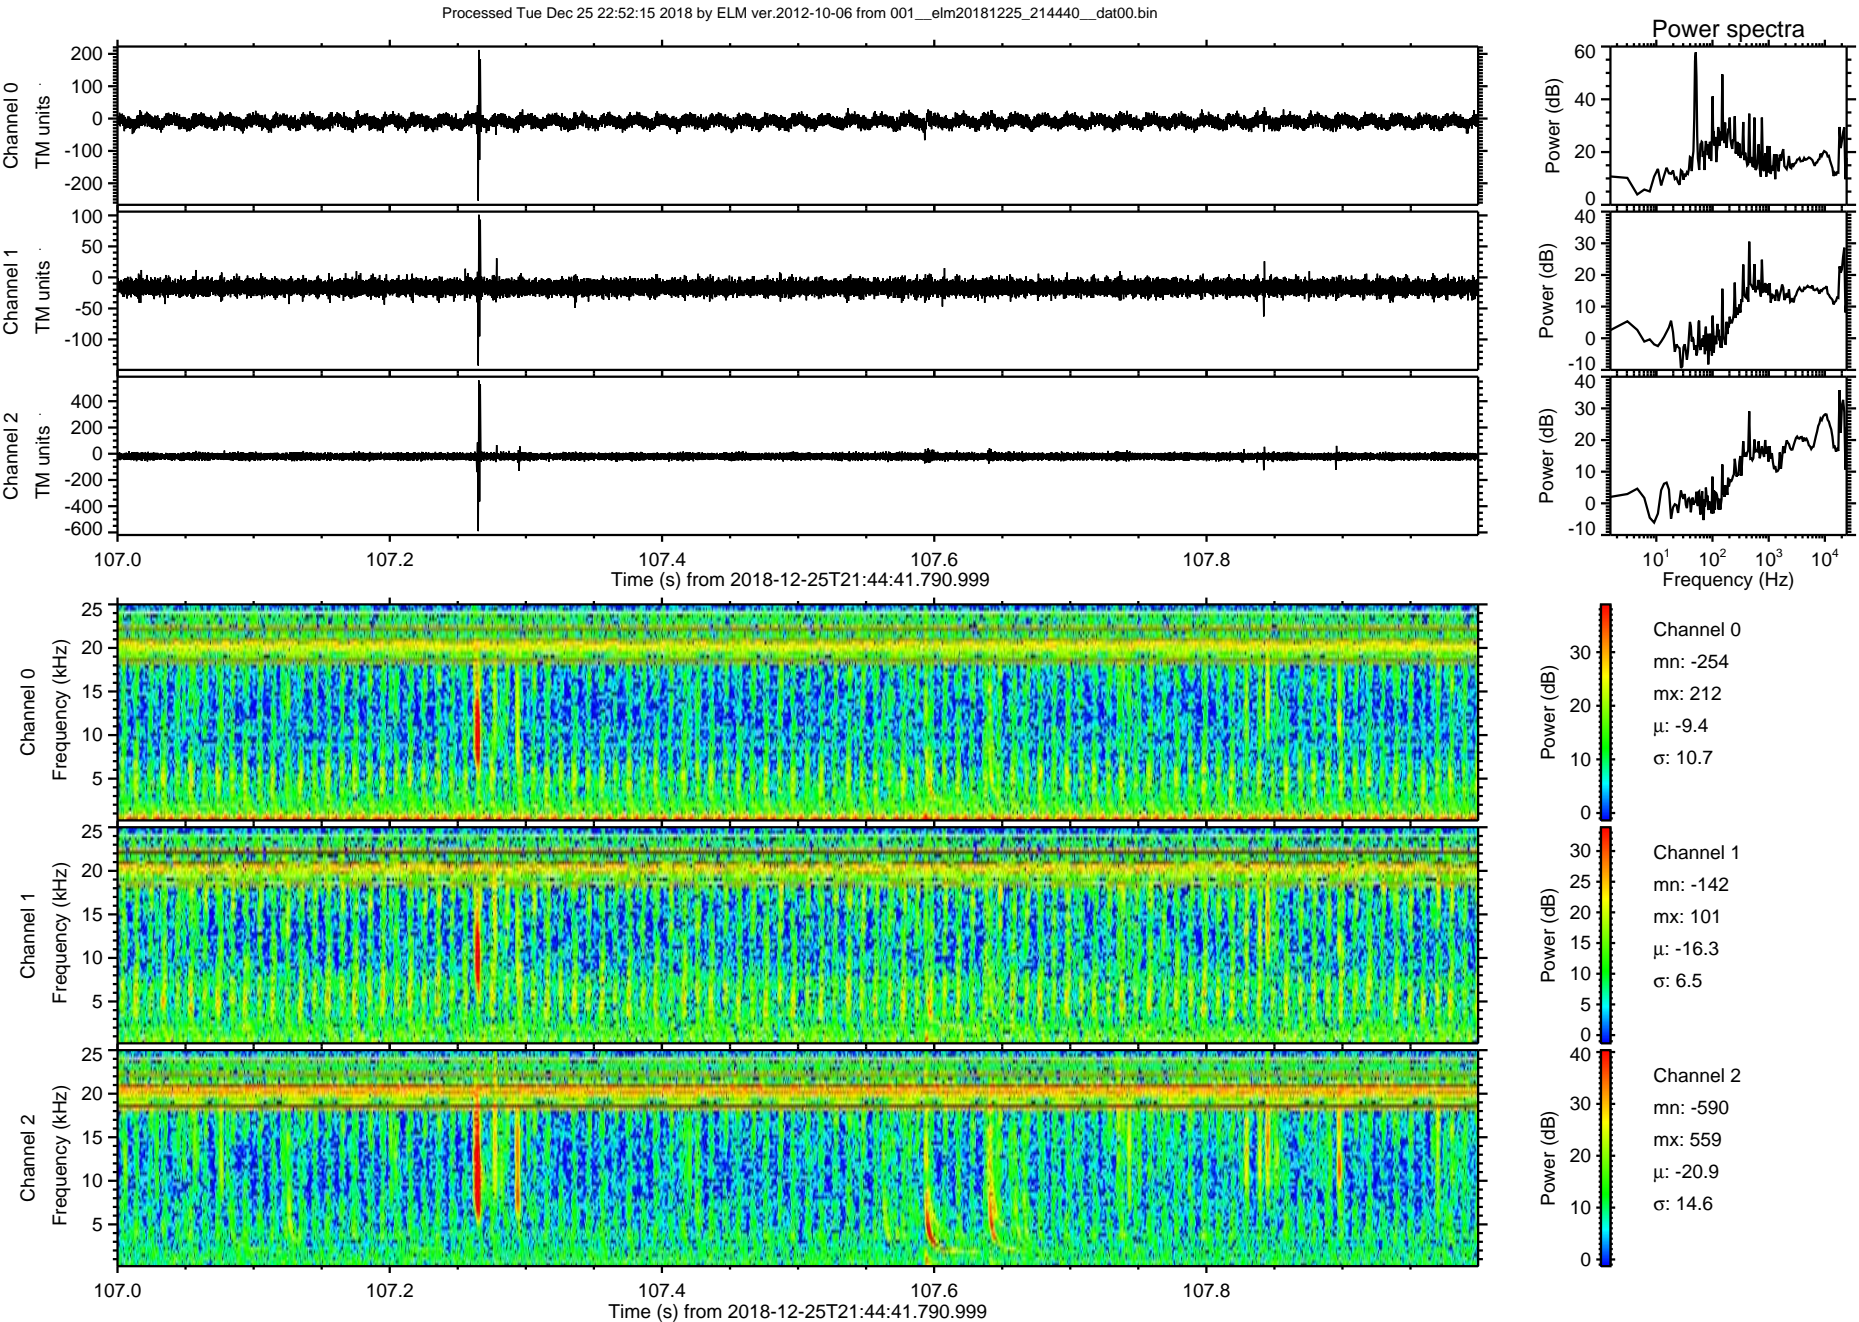 Processed Tue Dec 25 22:52:15 2018 by ELM ver.2012-10-06 from 001__elm20181225_214440__dat00.bin
Power spectra
Channel 0
TM units
200
100
0
-100
-200
Power (dB)
60
40
20
0
Channel 1
TM units
100
50
0
-50
-100
Power (dB)
40
30
20
10
0
-10
Channel 2
TM units
400
200
0
-200
-400
-600
Power (dB)
40
30
20
10
0
-10
107.0 107.2 107.4 107.6 107.8
Time (s) from 2018-12-25T21:44:41.790.999
10^1 10^2 10^3 10^4
Frequency (Hz)
Channel 0
Frequency (kHz)
25
20
15
10
5
Power (dB)
30
20
10
0
Channel 0
mn: -254
mx: 212
μ: -9.4
σ: 10.7
Channel 1
Frequency (kHz)
25
20
15
10
5
Power (dB)
30
25
20
15
10
5
0
Channel 1
mn: -142
mx: 101
μ: -16.3
σ: 6.5
Channel 2
Frequency (kHz)
25
20
15
10
5
Power (dB)
40
30
20
10
0
Channel 2
mn: -590
mx: 559
μ: -20.9
σ: 14.6
107.0 107.2 107.4 107.6 107.8
Time (s) from 2018-12-25T21:44:41.790.999